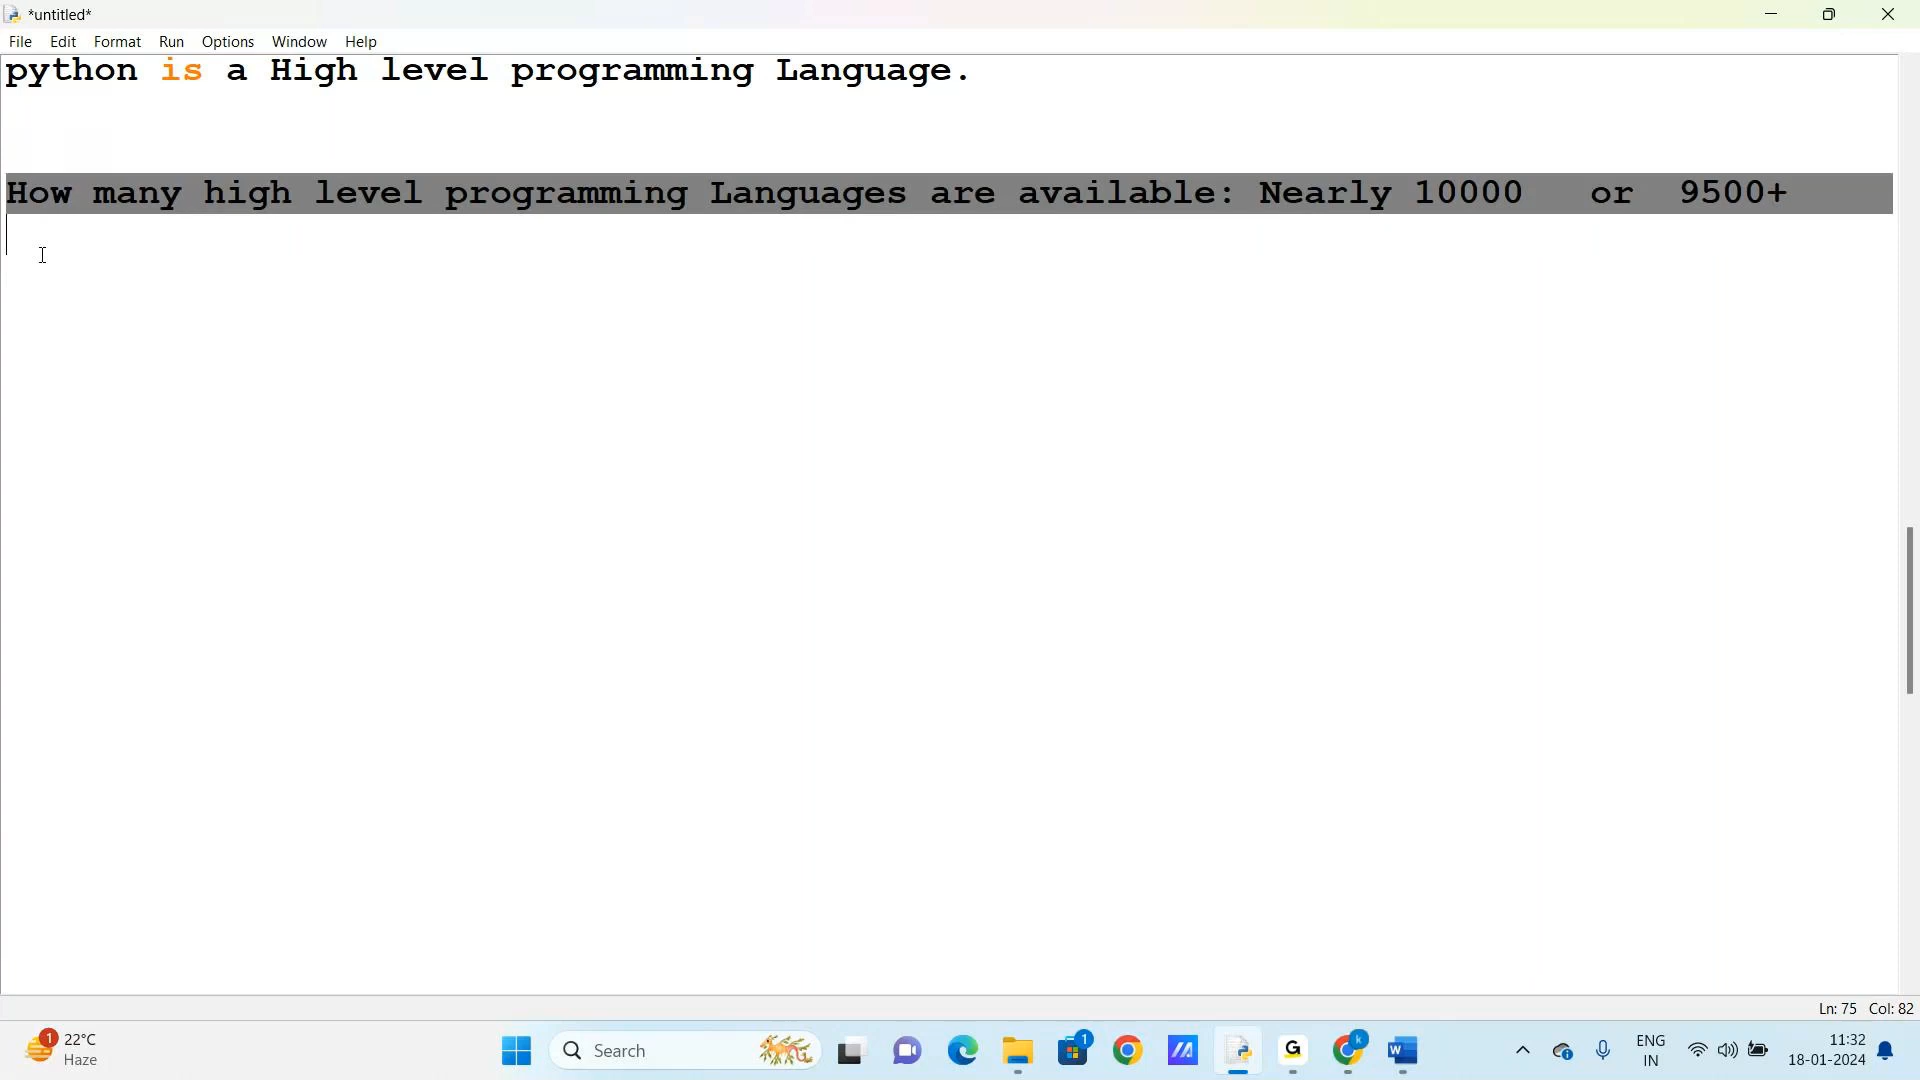 *untitled*
File Edit Format Run Options Window Help
python is a High level programming Language.
How many high level programming Languages are available: Nearly 10000   or  9500+
Ln: 75 Col: 82
1
22°C
Haze
Search
1
G
k
W
ENG
IN
11:32
18-01-2024